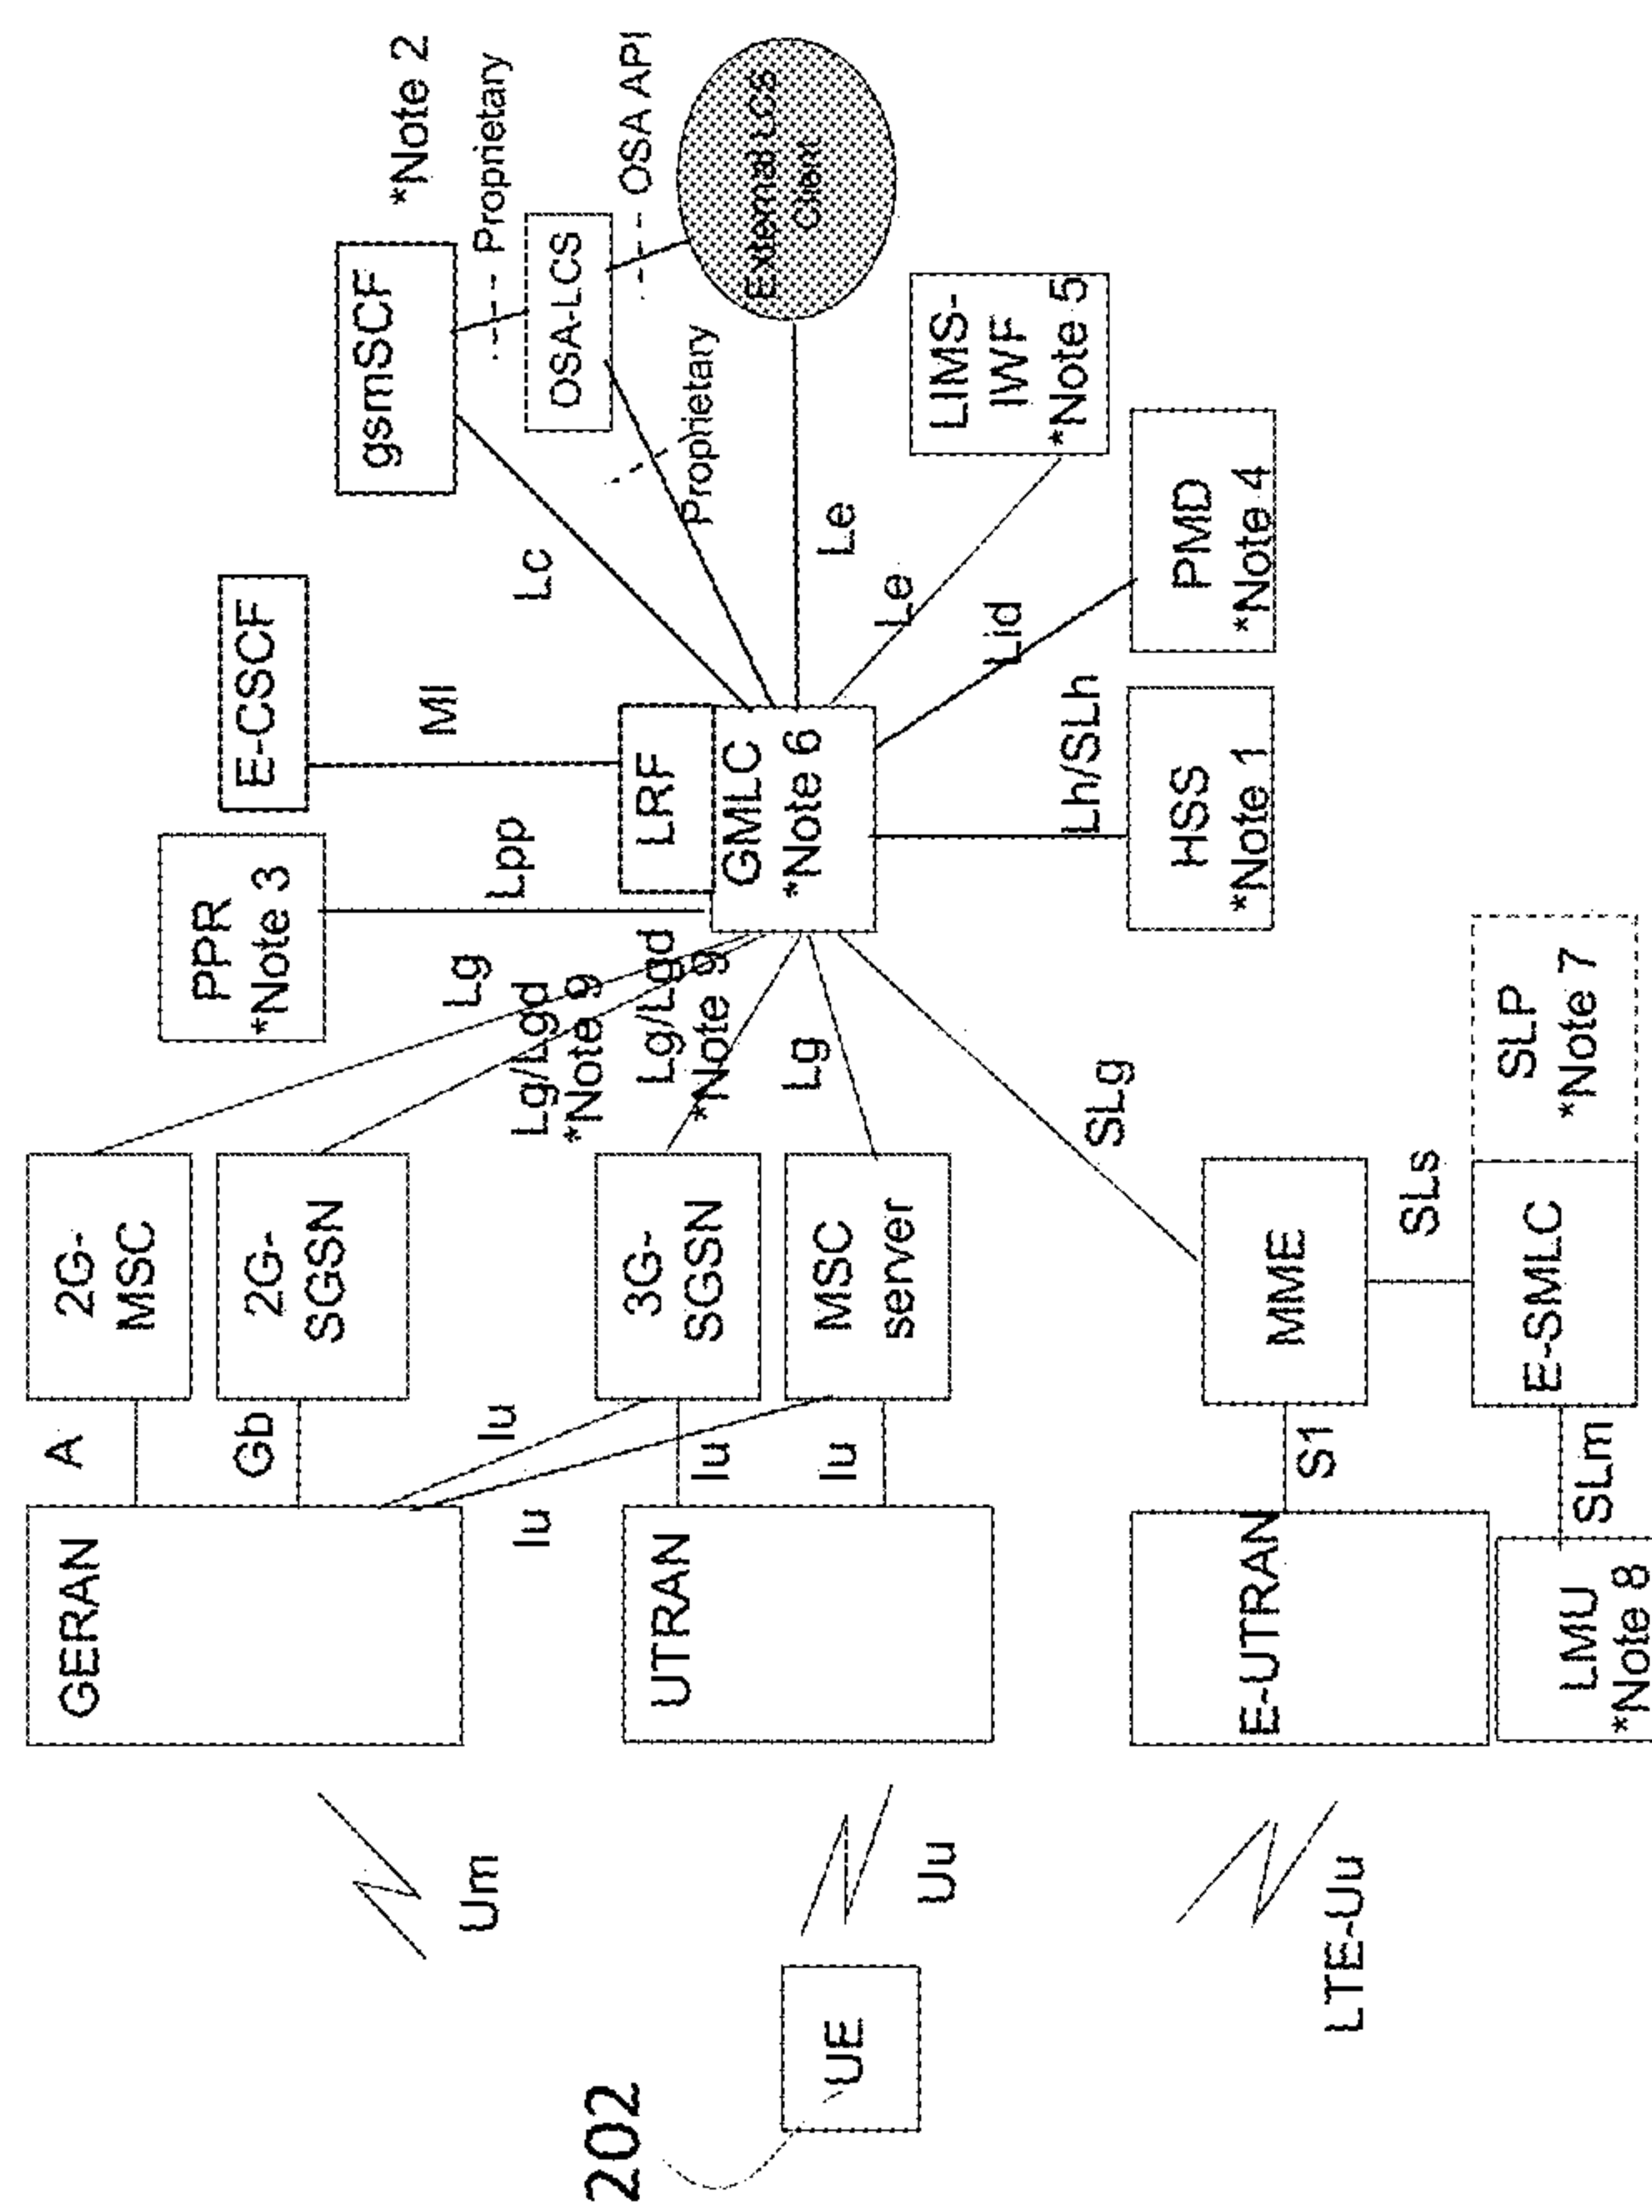 GERAN
A
2G-
MSC
Gb
2G-
SGSN
Iu
Iu
Um
PPR
*Note 3
E-CSCF
gsmSCF
*Note 2
Proprietary
OSA-LCS
OSA API
Lg
Lpp
Ml
Lc
Proprietary
Lg/Lgd
*Note 9
Lg/Lgd
*Note 9
LRF
GMLC
*Note 6
External LCS
Client
Le
202
UE
Uu
UTRAN
Iu
3G-
SGSN
Iu
MSC
server
Lg
Le
LIMS-
IWF
*Note 5
Lid
PMD
*Note 4
Lh/SLh
HSS
*Note 1
SLg
LTE-Uu
E-UTRAN
S1
MME
SLs
LMU
*Note 8
SLm
E-SMLC
SLP
*Note 7